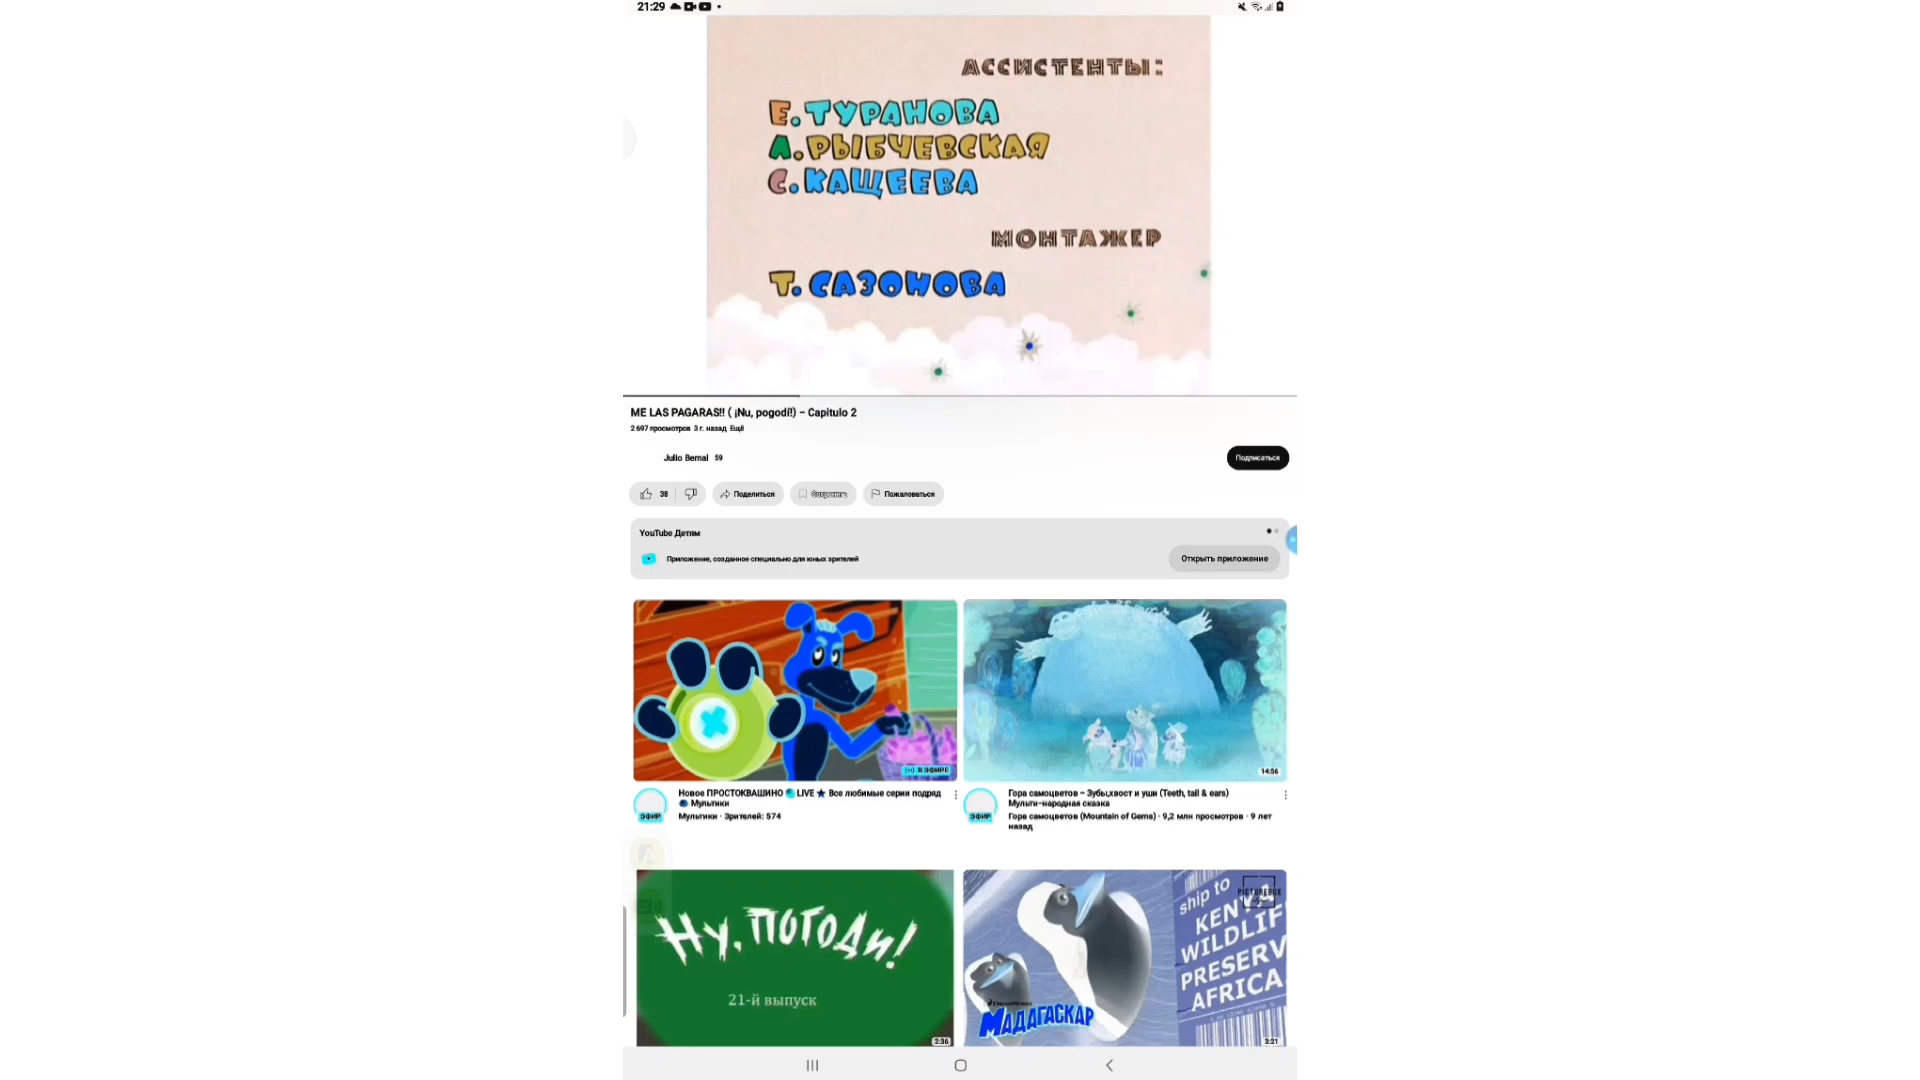 21:29
АССИСТЕНТЫ:
Е. ТУРАНОВА
А. РЫБЧЕВСКАЯ
С. КАЩЕЕВА
МОНТАЖЕР
Т. САЗОНОВА
ME LAS PAGARAS!! ( ¡Nu, pogodi!) – Capitulo 2
2 697 просмотров 3 г. назад Ещё
Julio Bernal 59
Подписаться
38
Поделиться
Сохранить
Пожаловаться
YouTube Детям
Приложение, созданное специально для юных зрителей
Открыть приложение
В ЭФИРЕ
14:56
ЭФИР
Новое ПРОСТОКВАШИНО LIVE ★ Все любимые серии подряд
Мультики
Мультики · Зрителей: 574
ЭФИР
Гора самоцветов – Зубы,хвост и уши (Teeth, tail & ears)
Мульти-народная сказка
Гора самоцветов (Mountain of Gems) · 9,2 млн просмотров · 9 лет
назад
Ну, погоди!
21-й выпуск
2:36
PICTUREBOX
ship to
KENYA
WILDLIF
PRESERV
AFRICA
МАДАГАСКАР
3:21